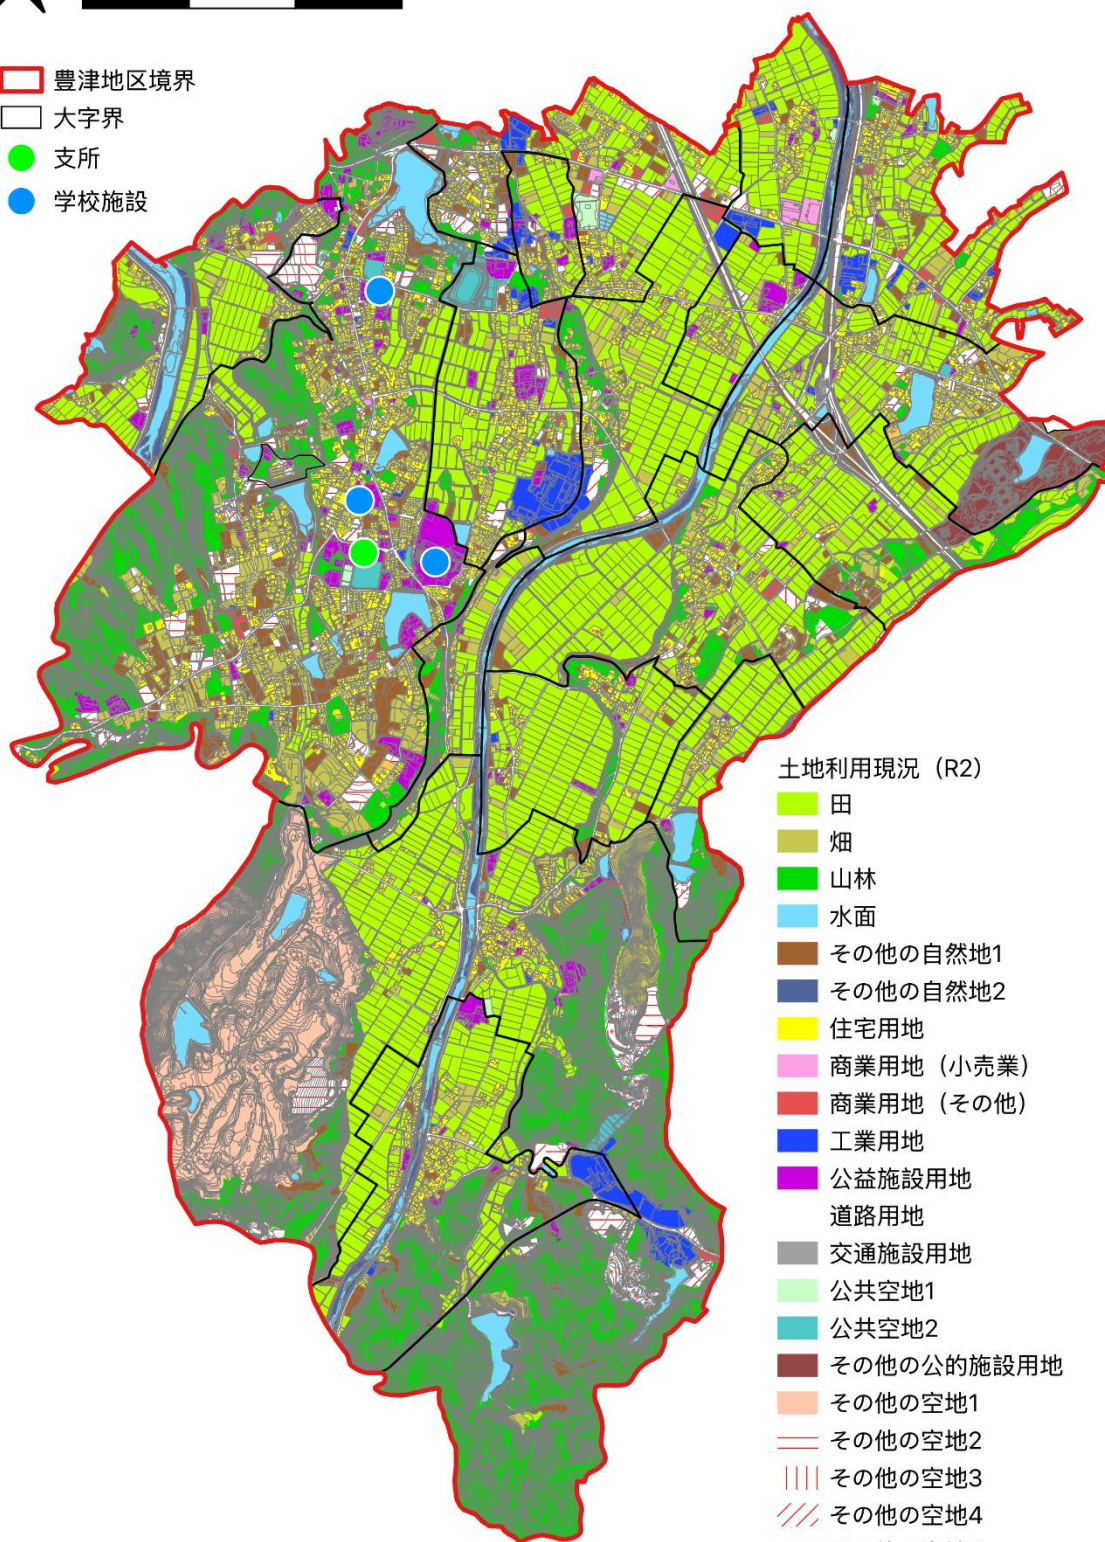 豊津地区境界
大字界
支所
学校施設
土地利用現況（R2）
田
畑
山林
水面
その他の自然地1
その他の自然地2
住宅用地
商業用地（小売業）
商業用地（その他）
工業用地
公益施設用地
道路用地
交通施設用地
公共空地1
公共空地2
その他の公的施設用地
その他の空地1
その他の空地2
その他の空地3
その他の空地4